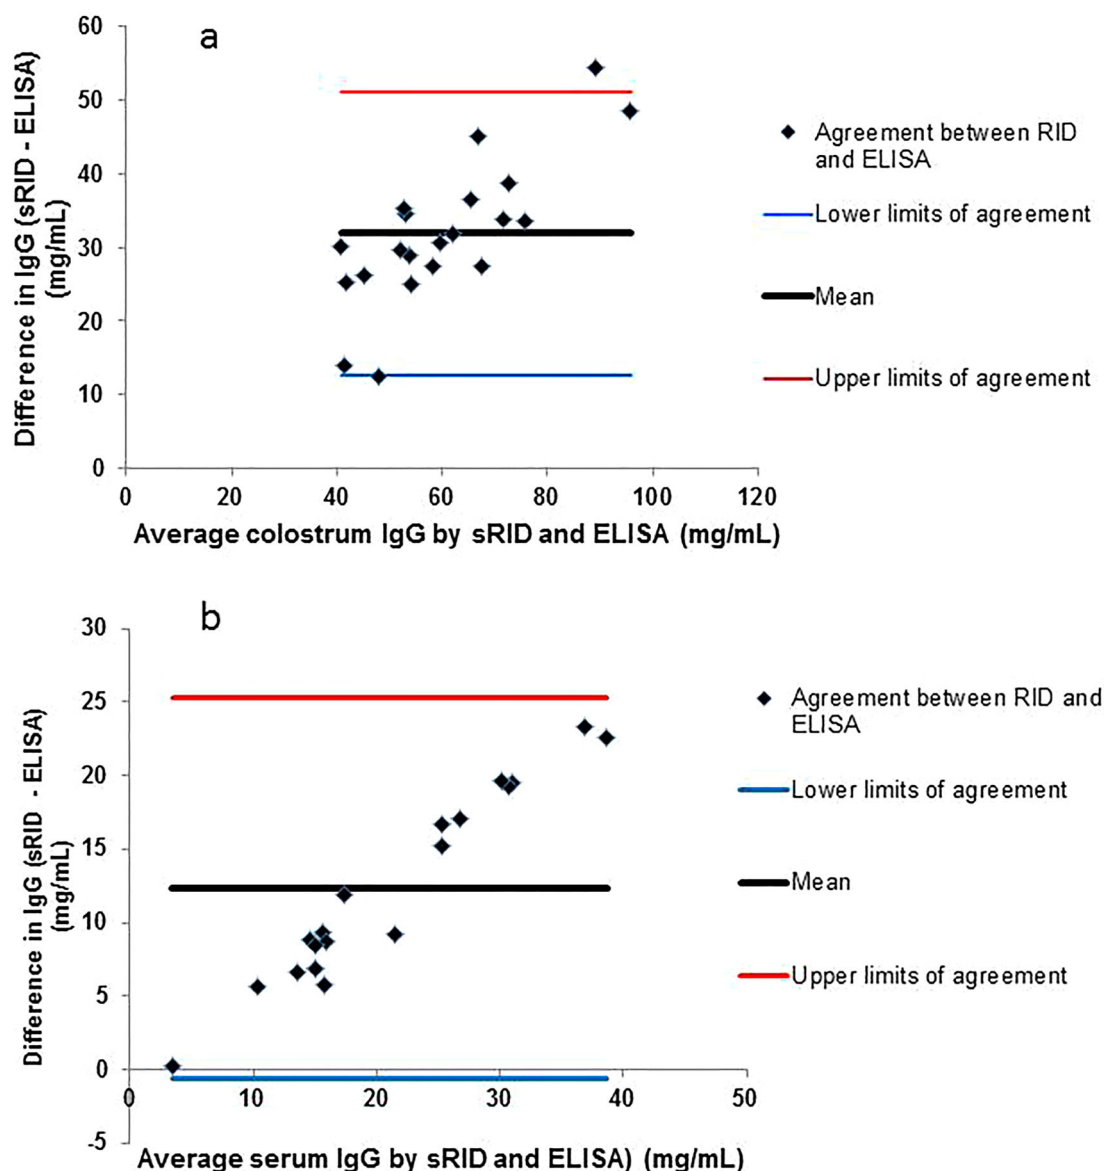 a
Difference in IgG (sRID - ELISA)
(mg/mL)
60
50
40
30
20
10
0
0 20 40 60 80 100 120
Average colostrum IgG by sRID and ELISA (mg/mL)
Agreement between RID
and ELISA
Lower limits of agreement
Mean
Upper limits of agreement
b
Difference in IgG (sRID - ELISA)
(mg/mL)
30
25
20
15
10
5
0
-5
0 10 20 30 40 50
Average serum IgG by sRID and ELISA) (mg/mL)
Agreement between RID and
ELISA
Lower limits of agreement
Mean
Upper limits of agreement